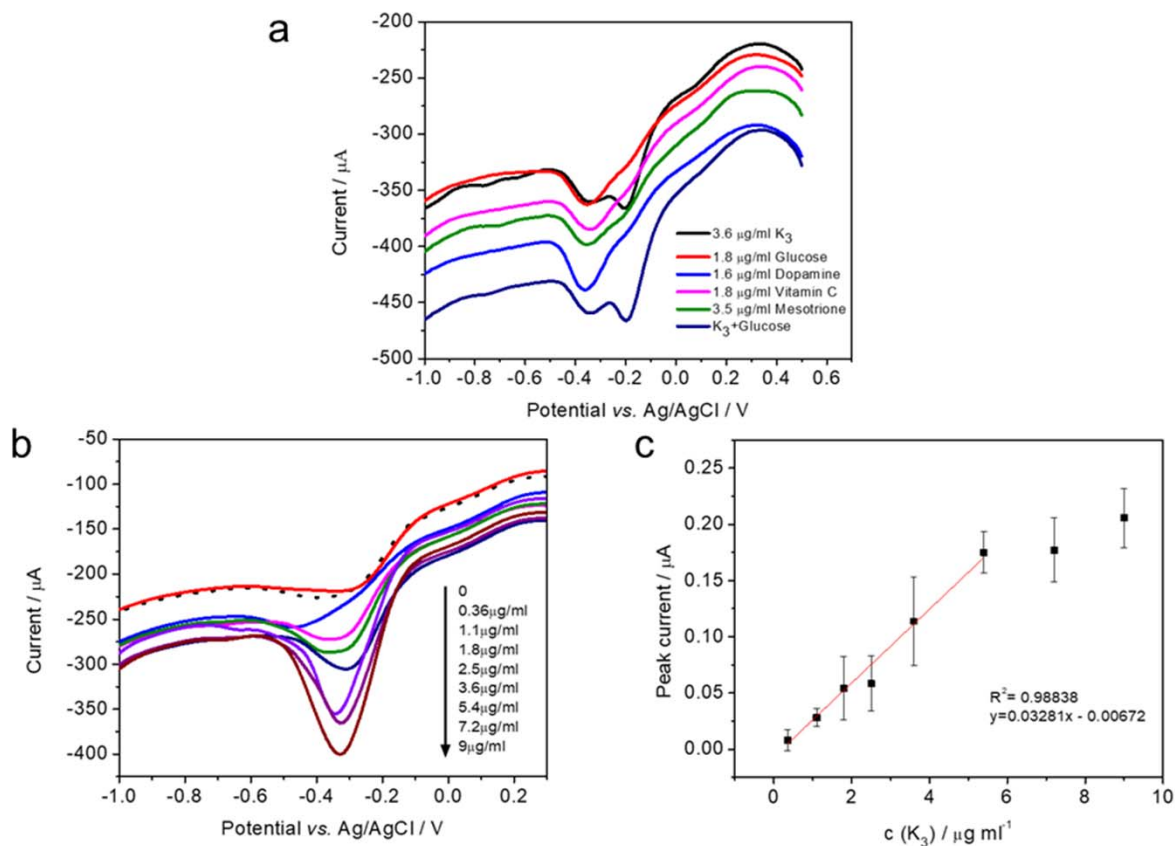 a
-200
-250
-300
-350
-400
-450
-500
Current / μA
3.6 μg/ml K3
1.8 μg/ml Glucose
1.6 μg/ml Dopamine
1.8 μg/ml Vitamin C
3.5 μg/ml Mesotrione
K3+Glucose
-1.0 -0.8 -0.6 -0.4 -0.2 0.0 0.2 0.4 0.6
Potential vs. Ag/AgCl / V
b
-50
-100
-150
-200
-250
-300
-350
-400
Current / μA
0
0.36μg/ml
1.1μg/ml
1.8μg/ml
2.5μg/ml
3.6μg/ml
5.4μg/ml
7.2μg/ml
9μg/ml
-1.0 -0.8 -0.6 -0.4 -0.2 0.0 0.2
Potential vs. Ag/AgCl / V
c
0.25
0.20
0.15
0.10
0.05
0.00
Peak current / μA
R²= 0.98838
y=0.03281x - 0.00672
0 2 4 6 8 10
c (K3) / μg ml⁻¹